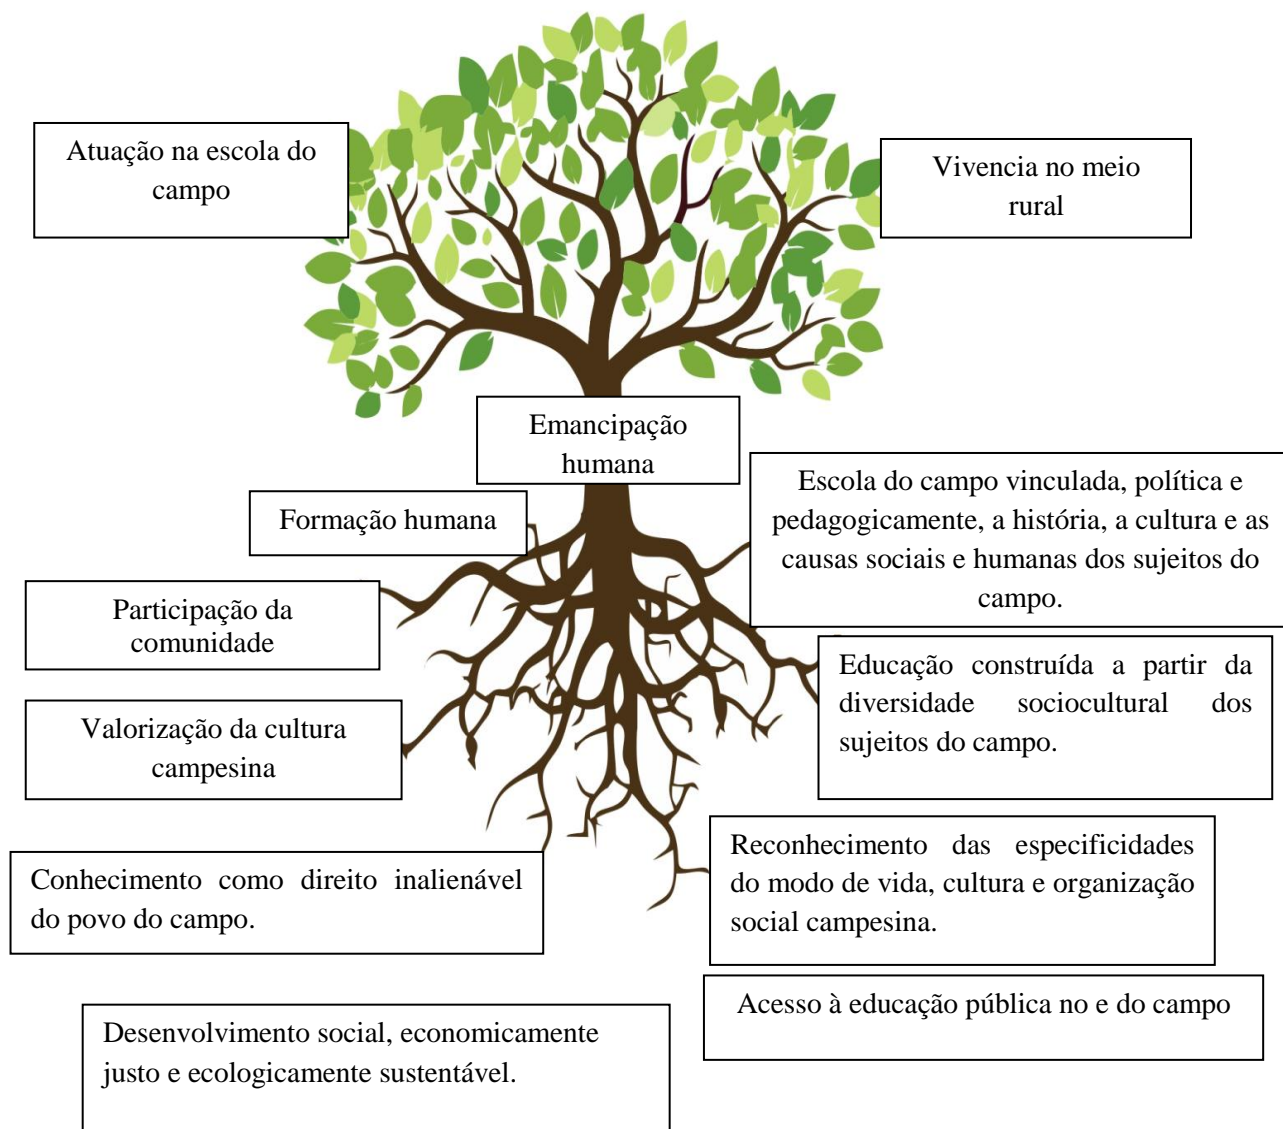 Atuação na escola do
campo
Vivencia no meio
rural
Emancipação
humana
Formação humana
Escola do campo vinculada, política e
pedagogicamente, a história, a cultura e as
causas sociais e humanas dos sujeitos do
campo.
Participação da
comunidade
Educação construída a partir da
diversidade sociocultural dos
sujeitos do campo.
Valorização da cultura
campesina
Reconhecimento das especificidades
do modo de vida, cultura e organização
social campesina.
Conhecimento como direito inalienável
do povo do campo.
Acesso à educação pública no e do campo
Desenvolvimento social, economicamente
justo e ecologicamente sustentável.